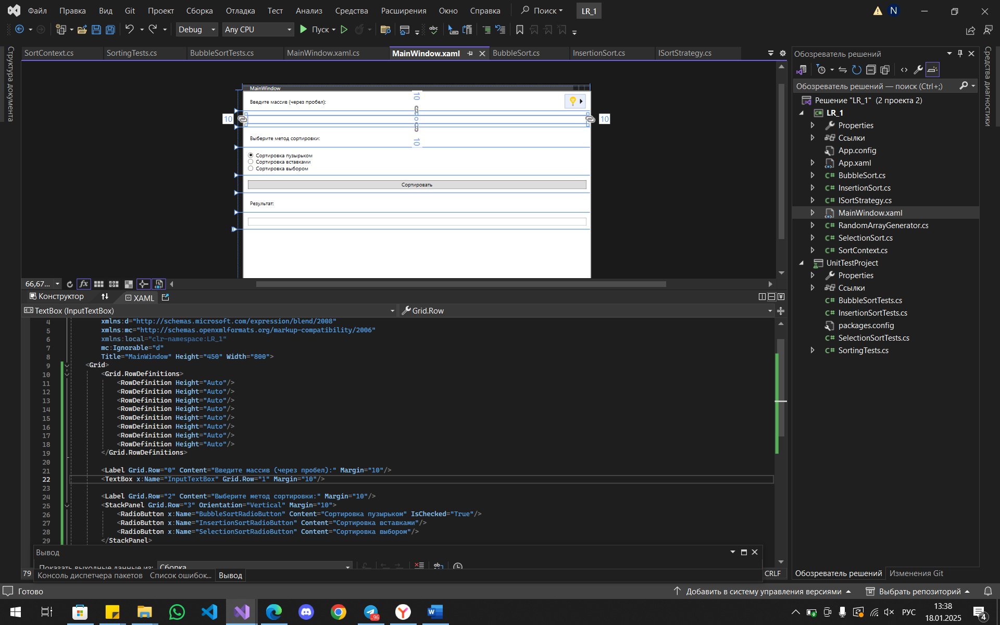 Файл Правка Вид Git Проект Сборка Отладка Тест Анализ Средства Расширения Окно Справка Поиск LR_1 N
Debug Any CPU Пуск abc
Структура документа
SortContext.cs SortingTests.cs BubbleSortTests.cs MainWindow.xaml.cs MainWindow.xaml BubbleSort.cs InsertionSort.cs ISortStrategy.cs
MainWindow
Введите массив (через пробел):
10
10 10
10
Выберите метод сортировки:
Сортировка пузырьком
Сортировка вставками
Сортировка выбором
Сортировать
Результат:
66,67... fx
Конструктор XAML
TextBox (InputTextBox) Grid.Row
4 xmlns:d="http://schemas.microsoft.com/expression/blend/2008"
5 xmlns:mc="http://schemas.openxmlformats.org/markup-compatibility/2006"
6 xmlns:local="clr-namespace:LR_1"
7 mc:Ignorable="d"
8 Title="MainWindow" Height="450" Width="800">
9 <Grid>
10 <Grid.RowDefinitions>
11 <RowDefinition Height="Auto"/>
12 <RowDefinition Height="Auto"/>
13 <RowDefinition Height="Auto"/>
14 <RowDefinition Height="Auto"/>
15 <RowDefinition Height="Auto"/>
16 <RowDefinition Height="Auto"/>
17 <RowDefinition Height="Auto"/>
18 <RowDefinition Height="Auto"/>
19 </Grid.RowDefinitions>
20
21 <Label Grid.Row="0" Content="Введите массив (через пробел):" Margin="10"/>
22 <TextBox x:Name="InputTextBox" Grid.Row="1" Margin="10"/>
23
24 <Label Grid.Row="2" Content="Выберите метод сортировки:" Margin="10"/>
25 <StackPanel Grid.Row="3" Orientation="Vertical" Margin="10">
26 <RadioButton x:Name="BubbleSortRadioButton" Content="Сортировка пузырьком" IsChecked="True"/>
27 <RadioButton x:Name="InsertionSortRadioButton" Content="Сортировка вставками"/>
28 <RadioButton x:Name="SelectionSortRadioButton" Content="Сортировка выбором"/>
29 </StackPanel>
Вывод
Показать выходные данные из: Сборка
79
Консоль диспетчера пакетов Список ошибок... Вывод
CRLF
Обозреватель решений
Обозреватель решений — поиск (Ctrl+;)
Решение "LR_1" (2 проекта 2)
LR_1
Properties
Ссылки
App.config
App.xaml
BubbleSort.cs
InsertionSort.cs
ISortStrategy.cs
MainWindow.xaml
RandomArrayGenerator.cs
SelectionSort.cs
SortContext.cs
UnitTestProject
Properties
Ссылки
BubbleSortTests.cs
InsertionSortTests.cs
packages.config
SelectionSortTests.cs
SortingTests.cs
Обозреватель решений Изменения Git
Средства диагностики
Готово Добавить в систему управления версиями Выбрать репозиторий
96
РУС 13:38
18.01.2025 4